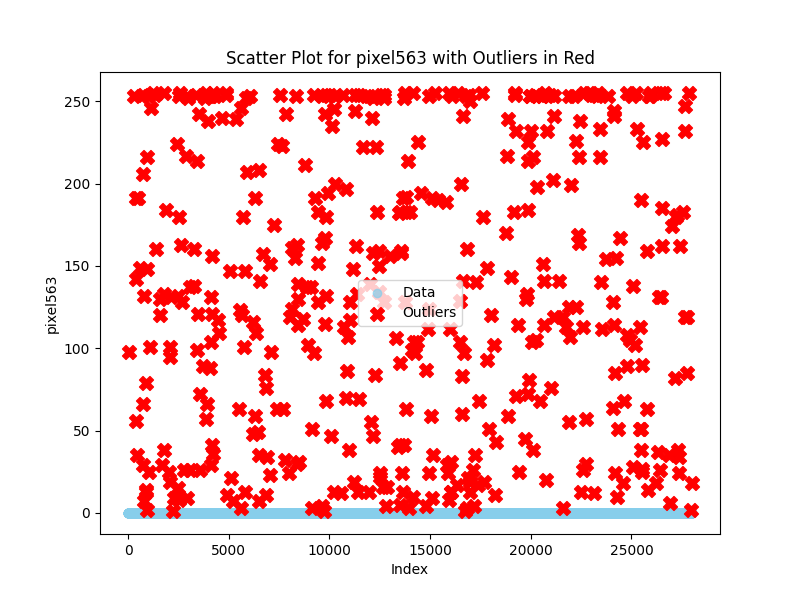 Scatter Plot for pixel563 with Outliers in Red
250
200
150
100
50
0
pixel563
Data
Outliers
0 5000 10000 15000 20000 25000
Index